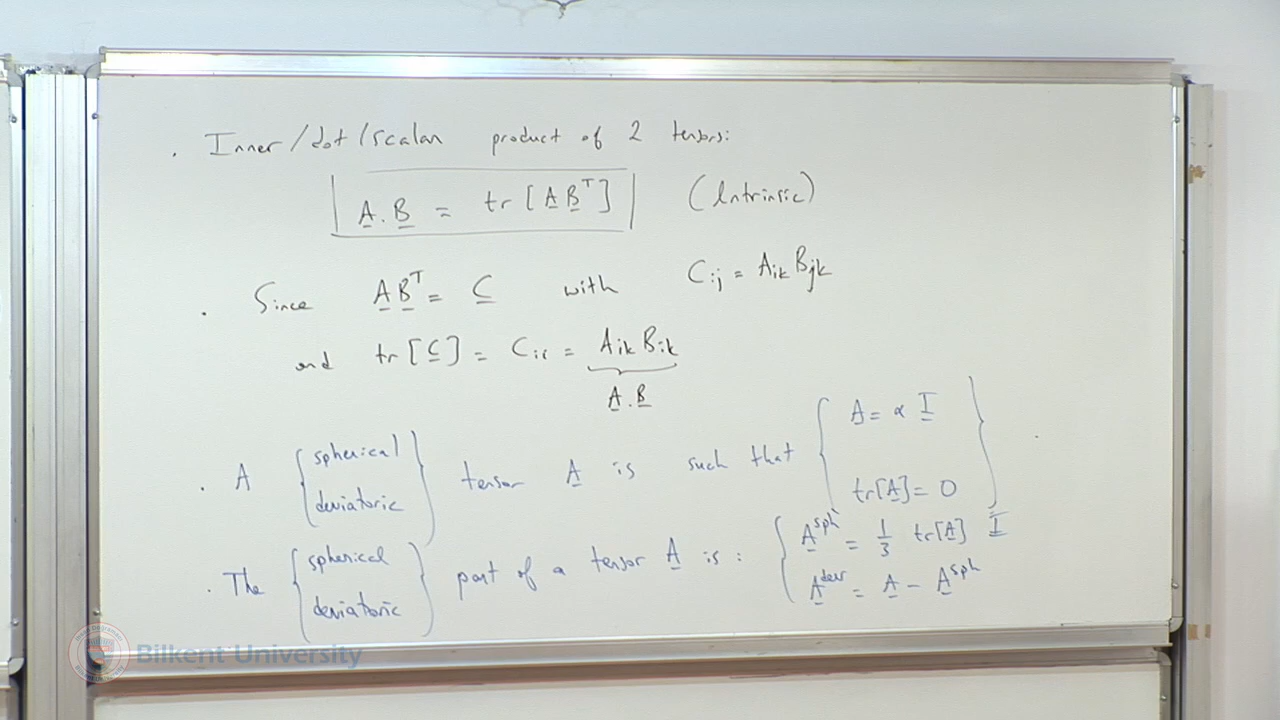 . Inner/dot/scalar product of 2 tensors:
A.B = tr[AB^T] (Intrinsic)
. Since AB^T = C with C_ij = A_ik B_jk
and tr[C] = C_ii = A_ik B_ik
A.B
. A { spherical deviatoric } tensor A is such that { A = α I tr[A] = 0 }
. The { spherical deviatoric } part of a tensor A is: { A^sph = 1/3 tr[A] I
A^dev = A - A^sph
Bilkent University